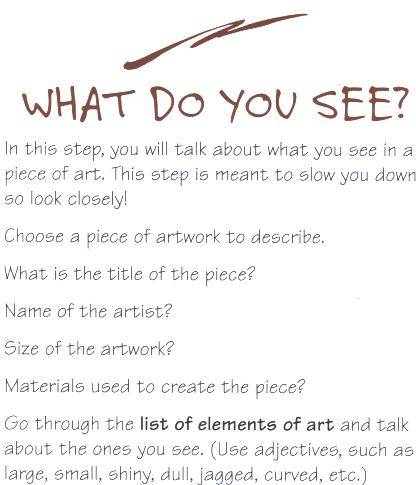 WHAT DO YOU SEE?
In this step, you will talk about what you see in a
piece of art. This step is meant to slow you down
so look closely!
Choose a piece of artwork to describe.
What is the title of the piece?
Name of the artist?
Size of the artwork?
Materials used to create the piece?
Go through the list of elements of art and talk
about the ones you see. (Use adjectives, such as
large, small, shiny, dull, jagged, curved, etc.)